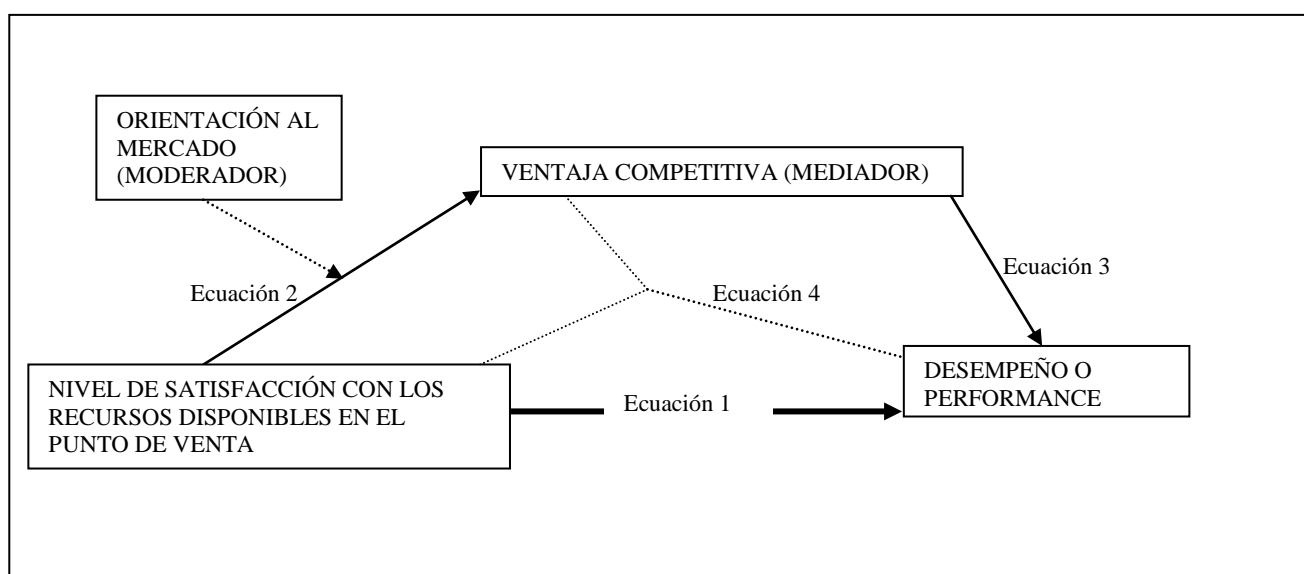 ORIENTACIÓN AL
MERCADO
(MODERADOR)
VENTAJA COMPETITIVA (MEDIADOR)
Ecuación 3
Ecuación 2
Ecuación 4
NIVEL DE SATISFACCIÓN CON LOS
RECURSOS DISPONIBLES EN EL
PUNTO DE VENTA
Ecuación 1
DESEMPEÑO O
PERFORMANCE